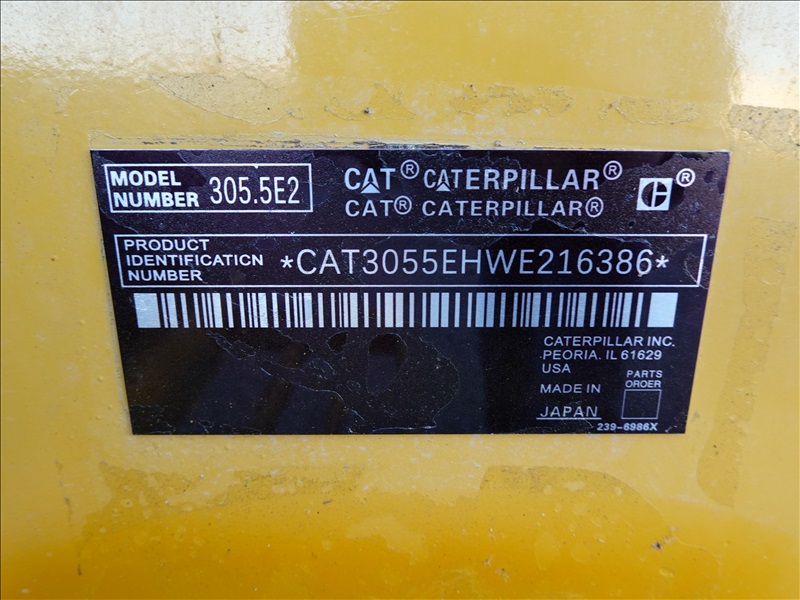 MODEL NUMBER 305.5E2
CAT® CATERPILLAR® ®
CAT® CATERPILLAR®
PRODUCT
IDENTIFICATION
NUMBER
*CAT3055EHWE216386*
CATERPILLAR INC.
PEORIA. IL 61629
USA
MADE IN
JAPAN
PARTS
ORDER
239-6986X